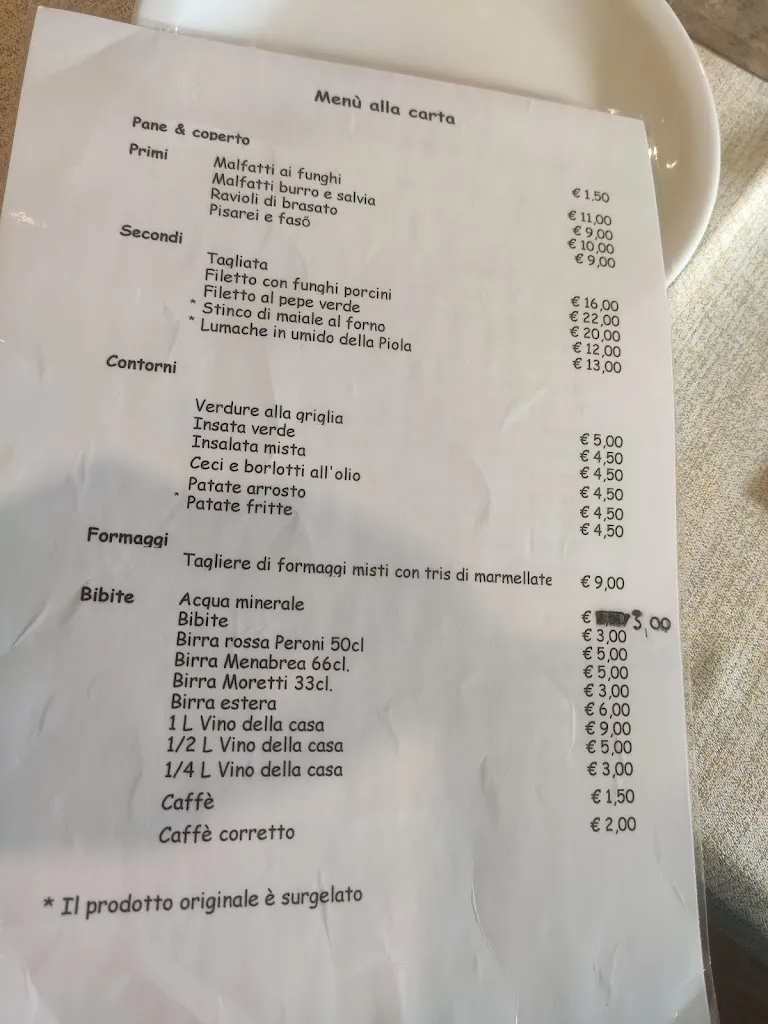 Menù alla carta
Pane & coperto € 1,50
Primi
Malfatti ai funghi € 11,00
Malfatti burro e salvia € 9,00
Ravioli di brasato € 10,00
Pisarei e fasö € 9,00
Secondi
Tagliata € 16,00
Filetto con funghi porcini € 22,00
Filetto al pepe verde € 20,00
* Stinco di maiale al forno € 12,00
* Lumache in umido della Piola € 13,00
Contorni
Verdure alla griglia € 5,00
Insata verde € 4,50
Insalata mista € 4,50
Ceci e borlotti all'olio € 4,50
Patate arrosto € 4,50
* Patate fritte € 4,50
Formaggi
Tagliere di formaggi misti con tris di marmellate € 9,00
Bibite
Acqua minerale € 3,00
Bibite € 3,00
Birra rossa Peroni 50cl € 5,00
Birra Menabrea 66cl. € 5,00
Birra Moretti 33cl. € 3,00
Birra estera € 6,00
1 L Vino della casa € 9,00
1/2 L Vino della casa € 5,00
1/4 L Vino della casa € 3,00
Caffè € 1,50
Caffè corretto € 2,00
* Il prodotto originale è surgelato